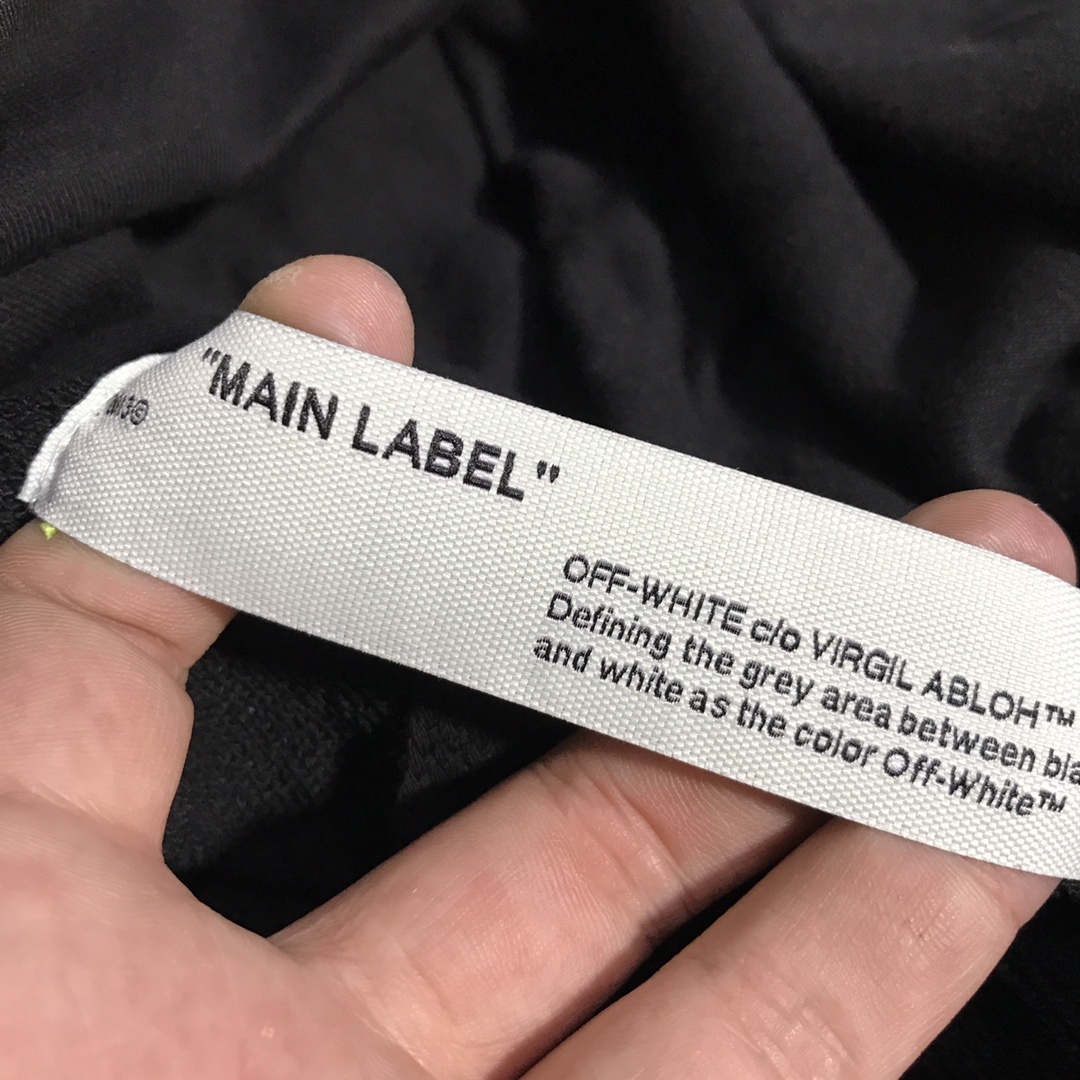 "MAIN LABEL"
OFF-WHITE c/o VIRGIL ABLOH™
Defining the grey area between
and white as the color Off-White™